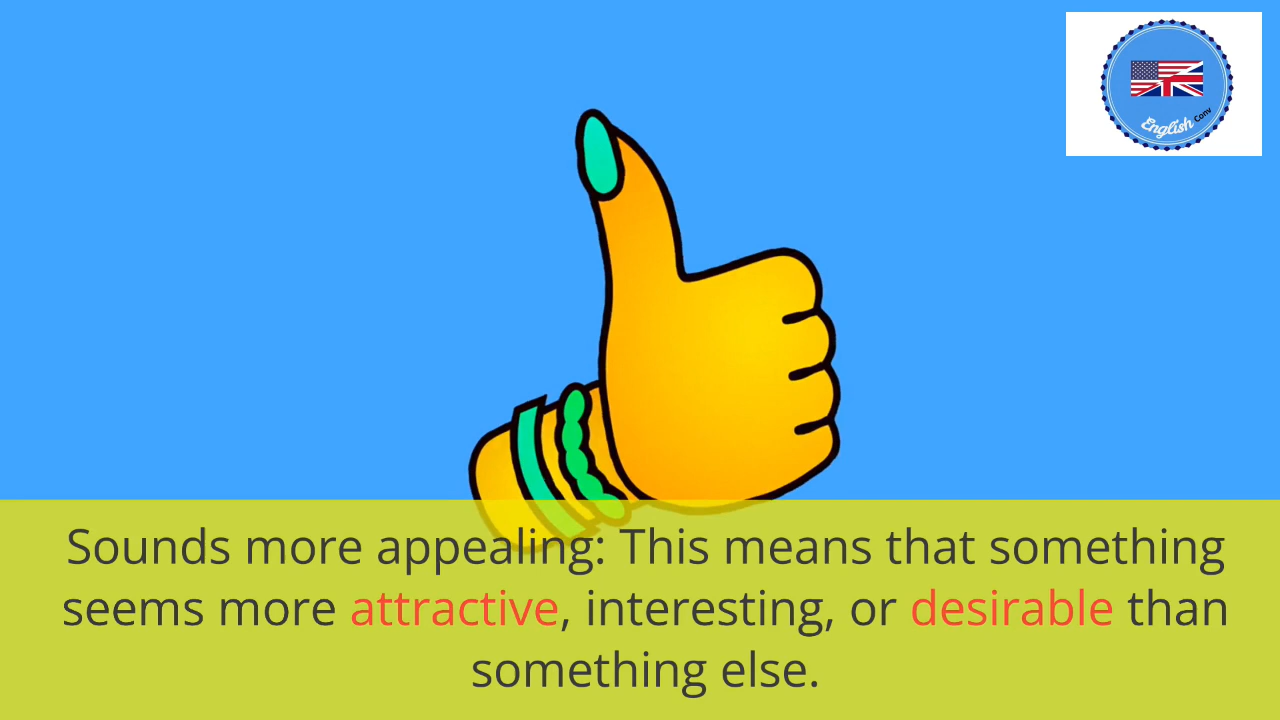 English Conv
Sounds more appealing: This means that something
seems more attractive, interesting, or desirable than
something else.